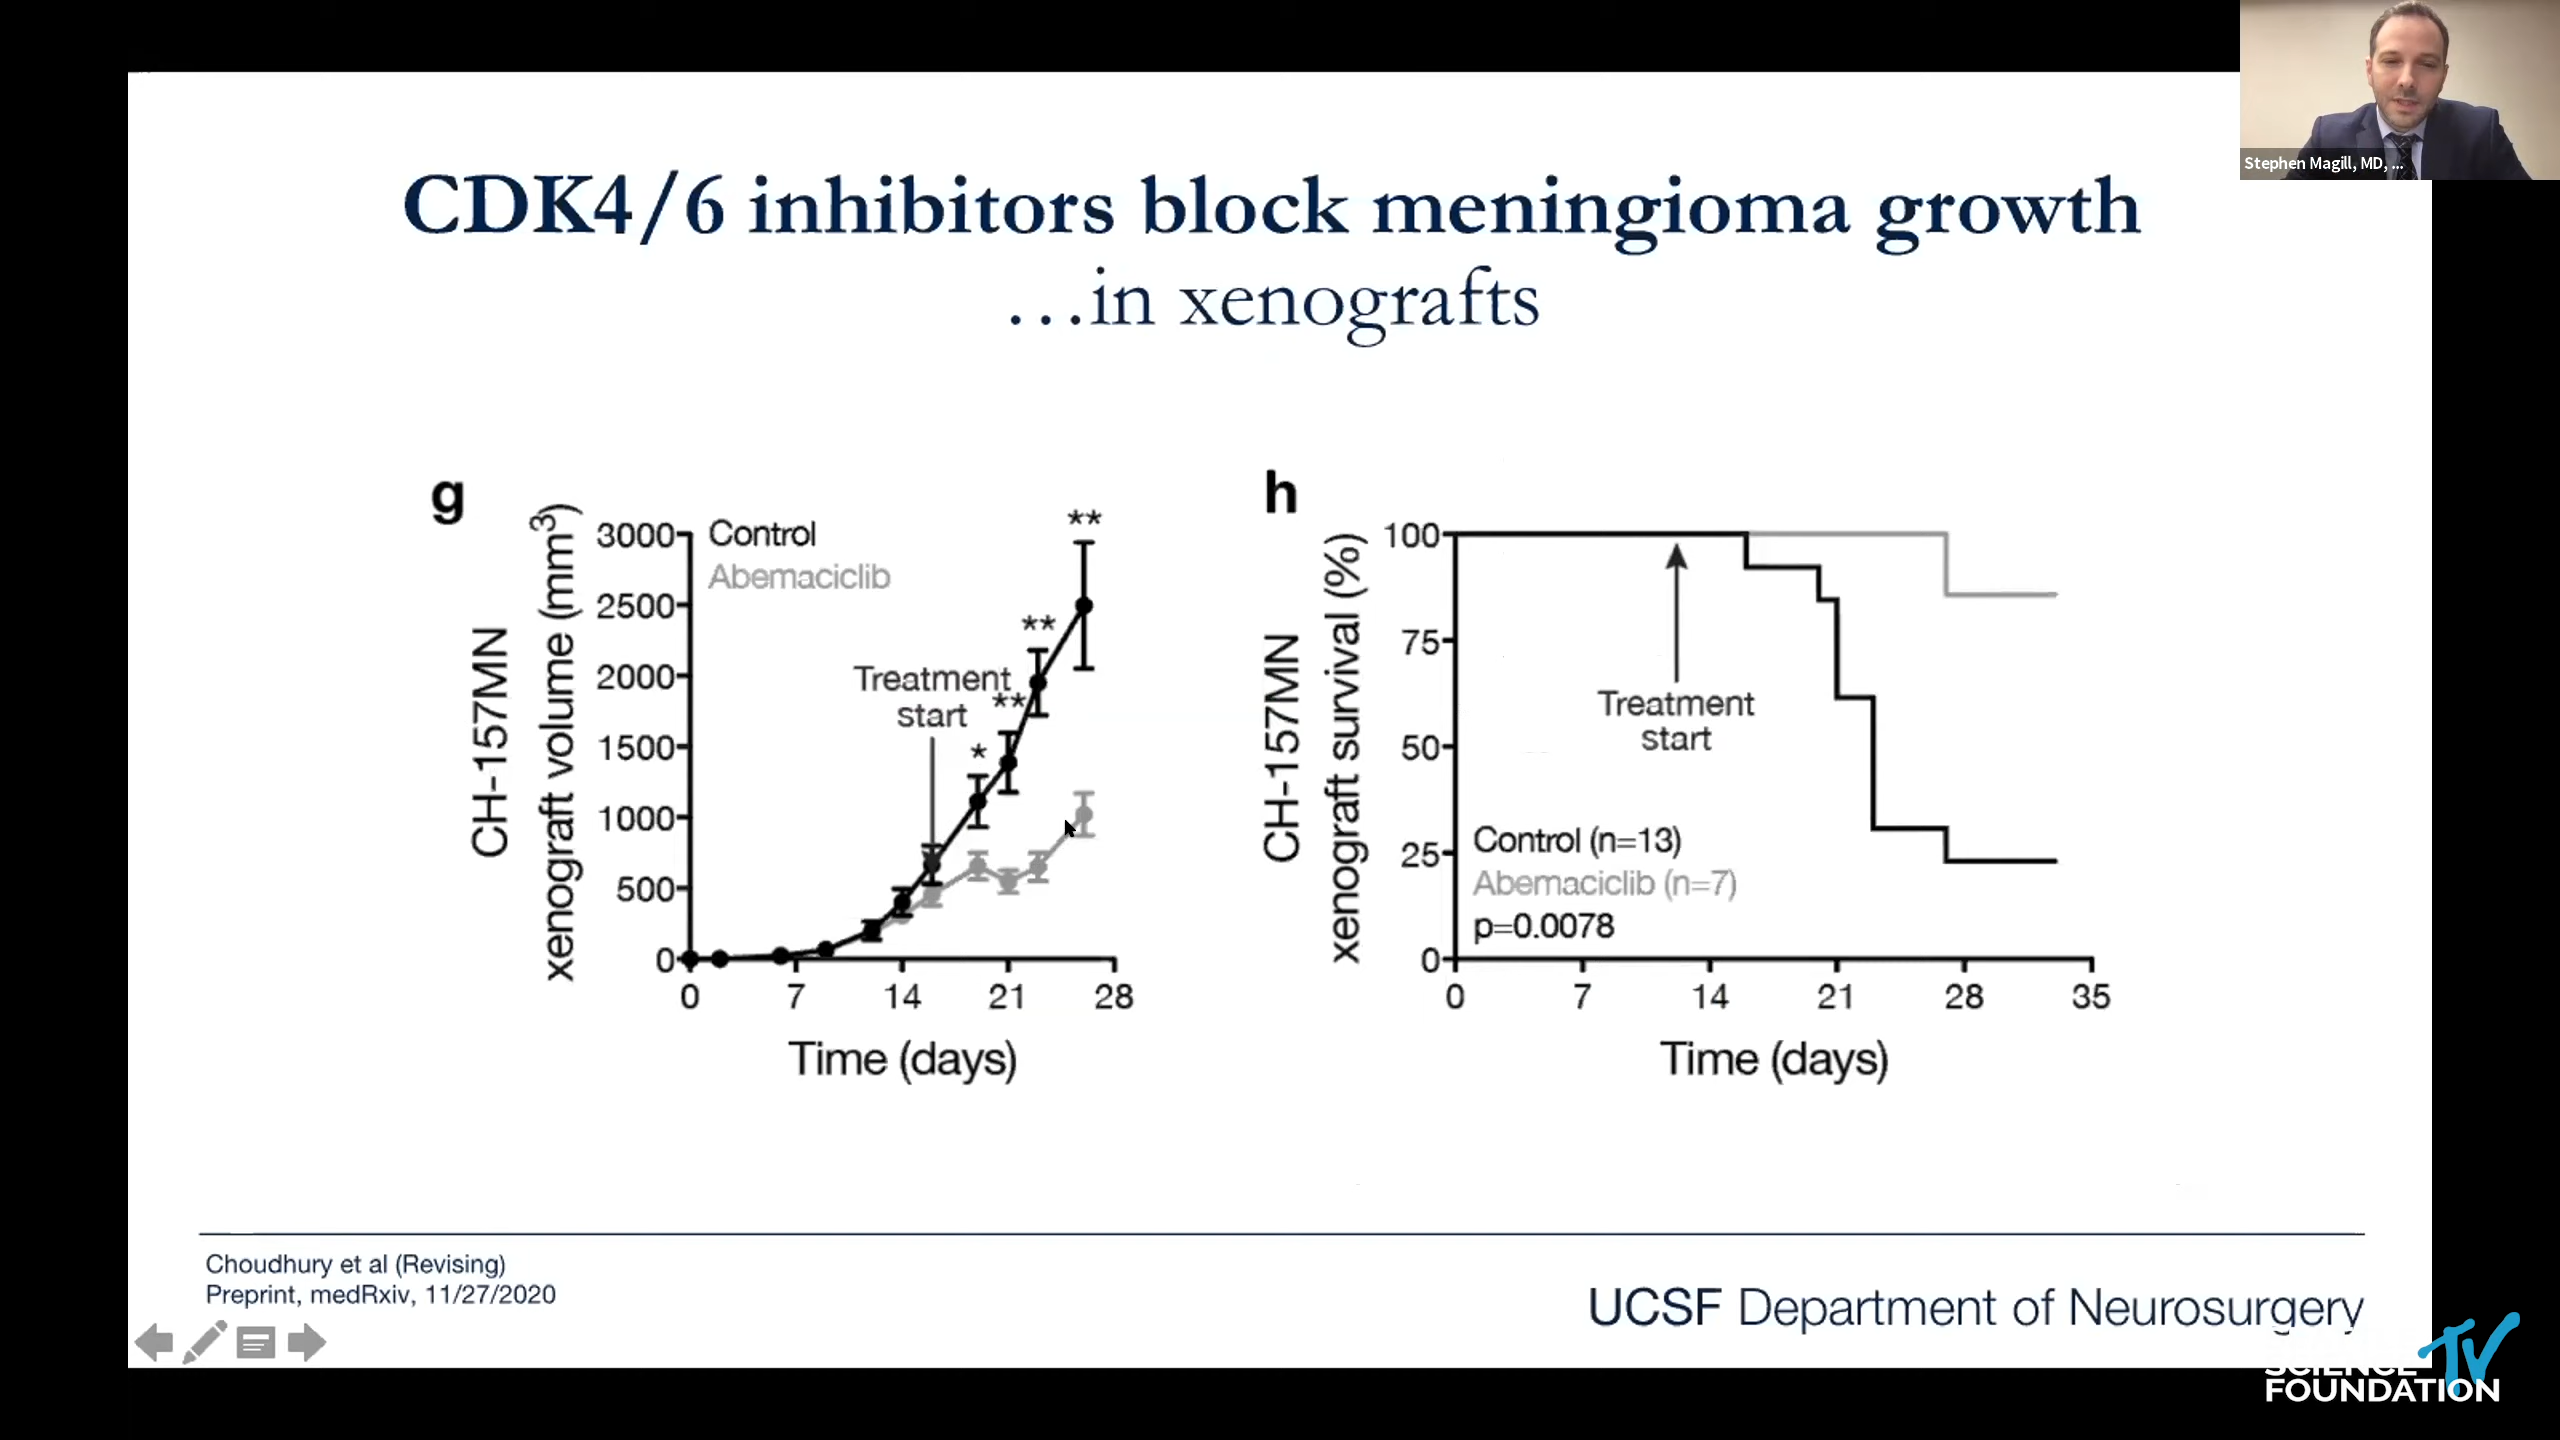 Stephen Magill, MD, ...
CDK4/6 inhibitors block meningioma growth
...in xenografts
g
CH-157MN
xenograft volume (mm³)
3000
2500
2000
1500
1000
500
0
Control
Abemaciclib
Treatment
start
*
**
**
**
0 7 14 21 28
Time (days)
h
CH-157MN
xenograft survival (%)
100
75
50
25
0
Treatment
start
Control (n=13)
Abemaciclib (n=7)
p=0.0078
0 7 14 21 28 35
Time (days)
Choudhury et al (Revising)
Preprint, medRxiv, 11/27/2020
UCSF Department of Neurosurgery
SCIENCE TV
FOUNDATION